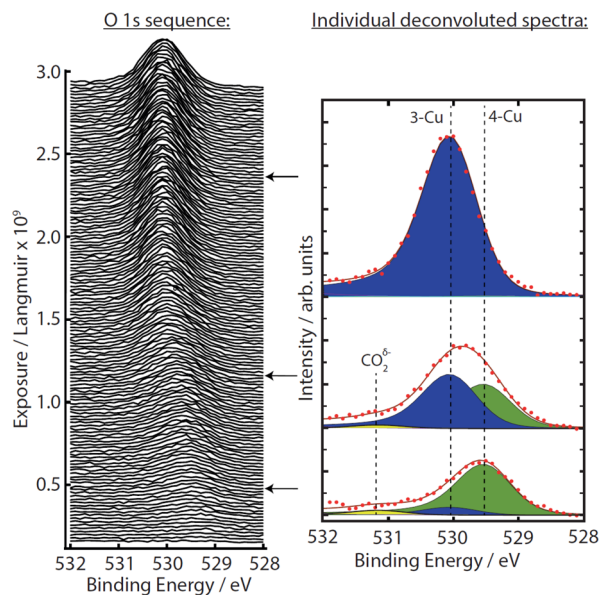 O 1s sequence:
Individual deconvoluted spectra:
Exposure / Langmuir x 10⁹
3.0
2.5
2.0
1.5
1.0
0.5
532 531 530 529 528
Binding Energy / eV
Intensity / arb. units
3-Cu 4-Cu
CO₂^δ-
532 531 530 529 528
Binding Energy / eV